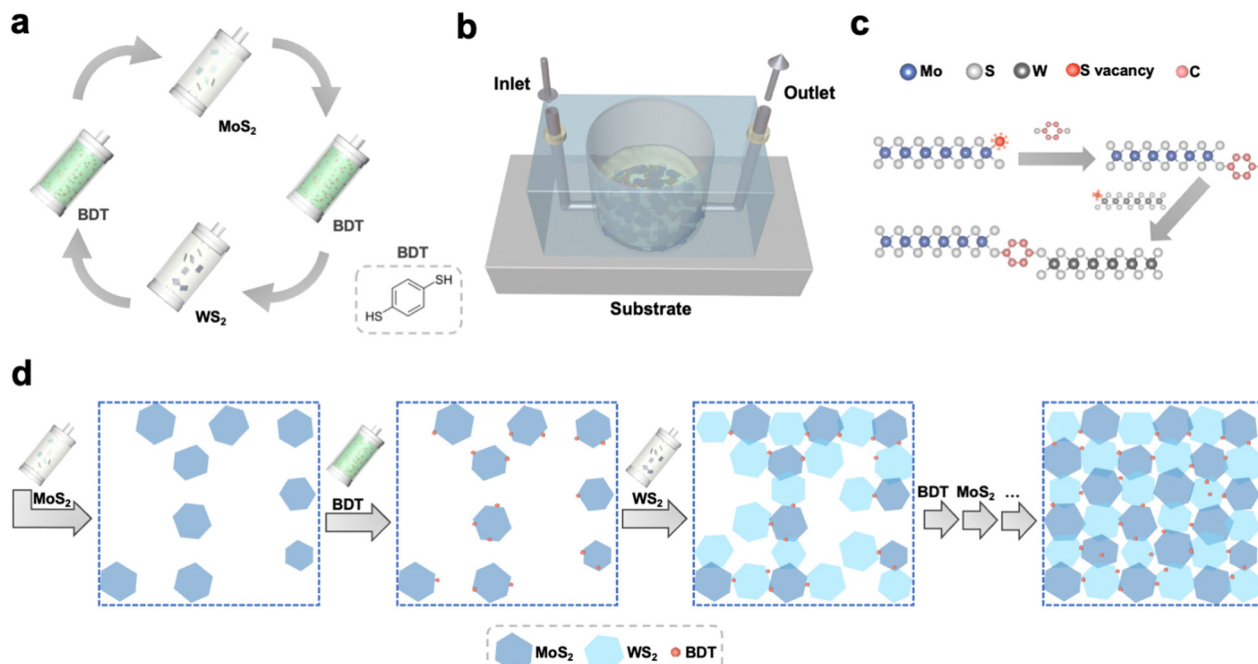 a
MoS2
BDT
BDT
WS2
BDT
SH
HS
b
Inlet
Outlet
Substrate
c
Mo S W S vacancy C
d
MoS2
BDT
WS2
BDT MoS2 ...
MoS2 WS2 BDT